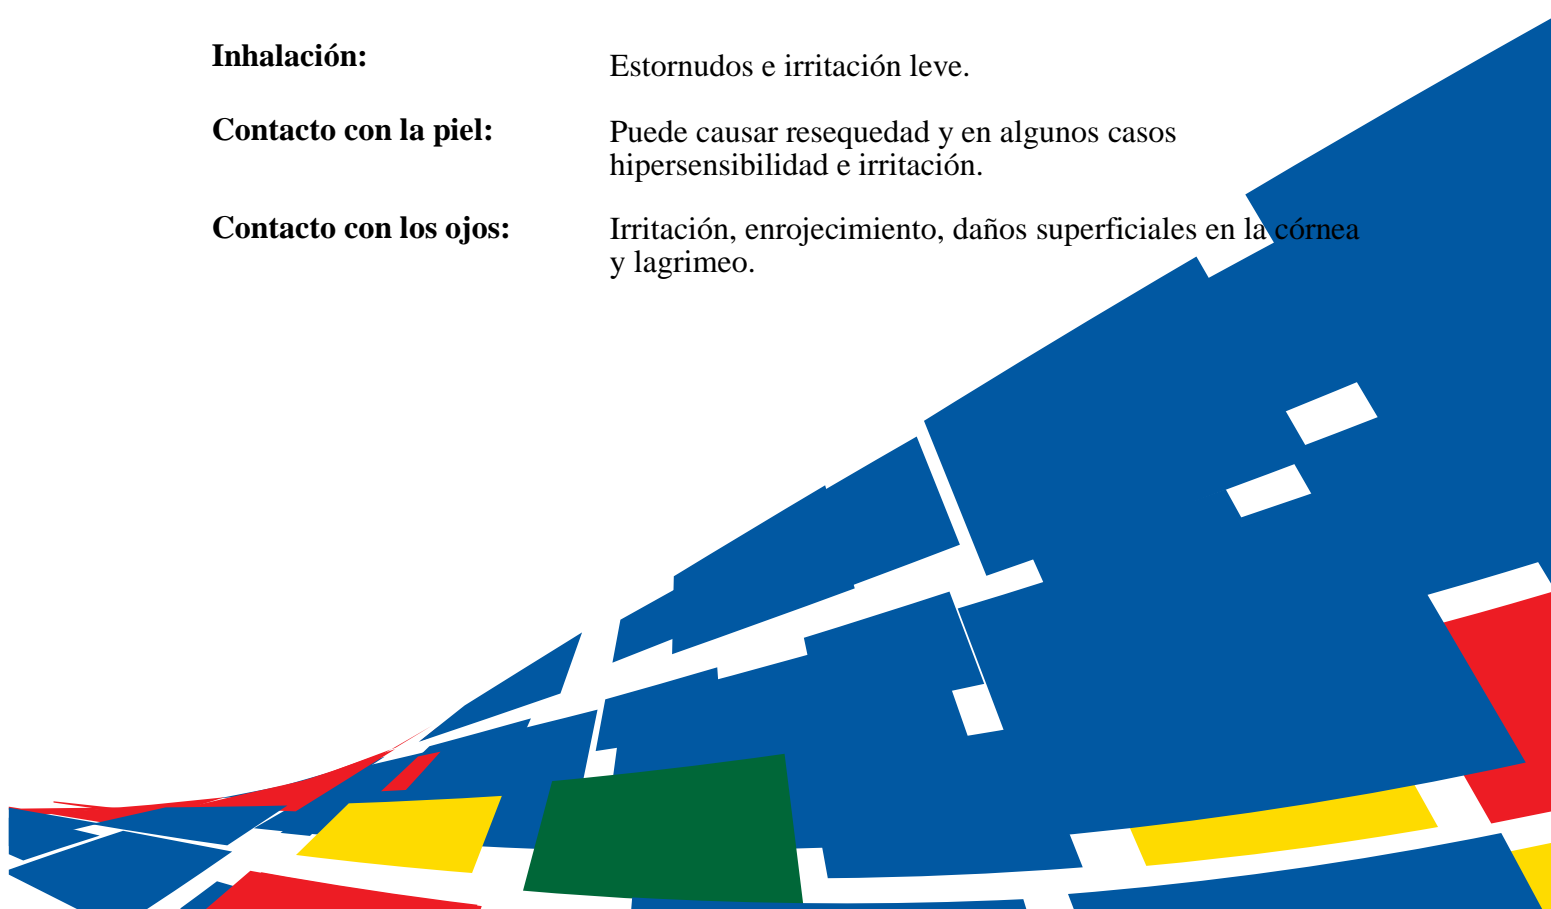 Inhalación: Estornudos e irritación leve.
Contacto con la piel: Puede causar resequedad y en algunos casos
hipersensibilidad e irritación.
Contacto con los ojos: Irritación, enrojecimiento, daños superficiales en la córnea
y lagrimeo.